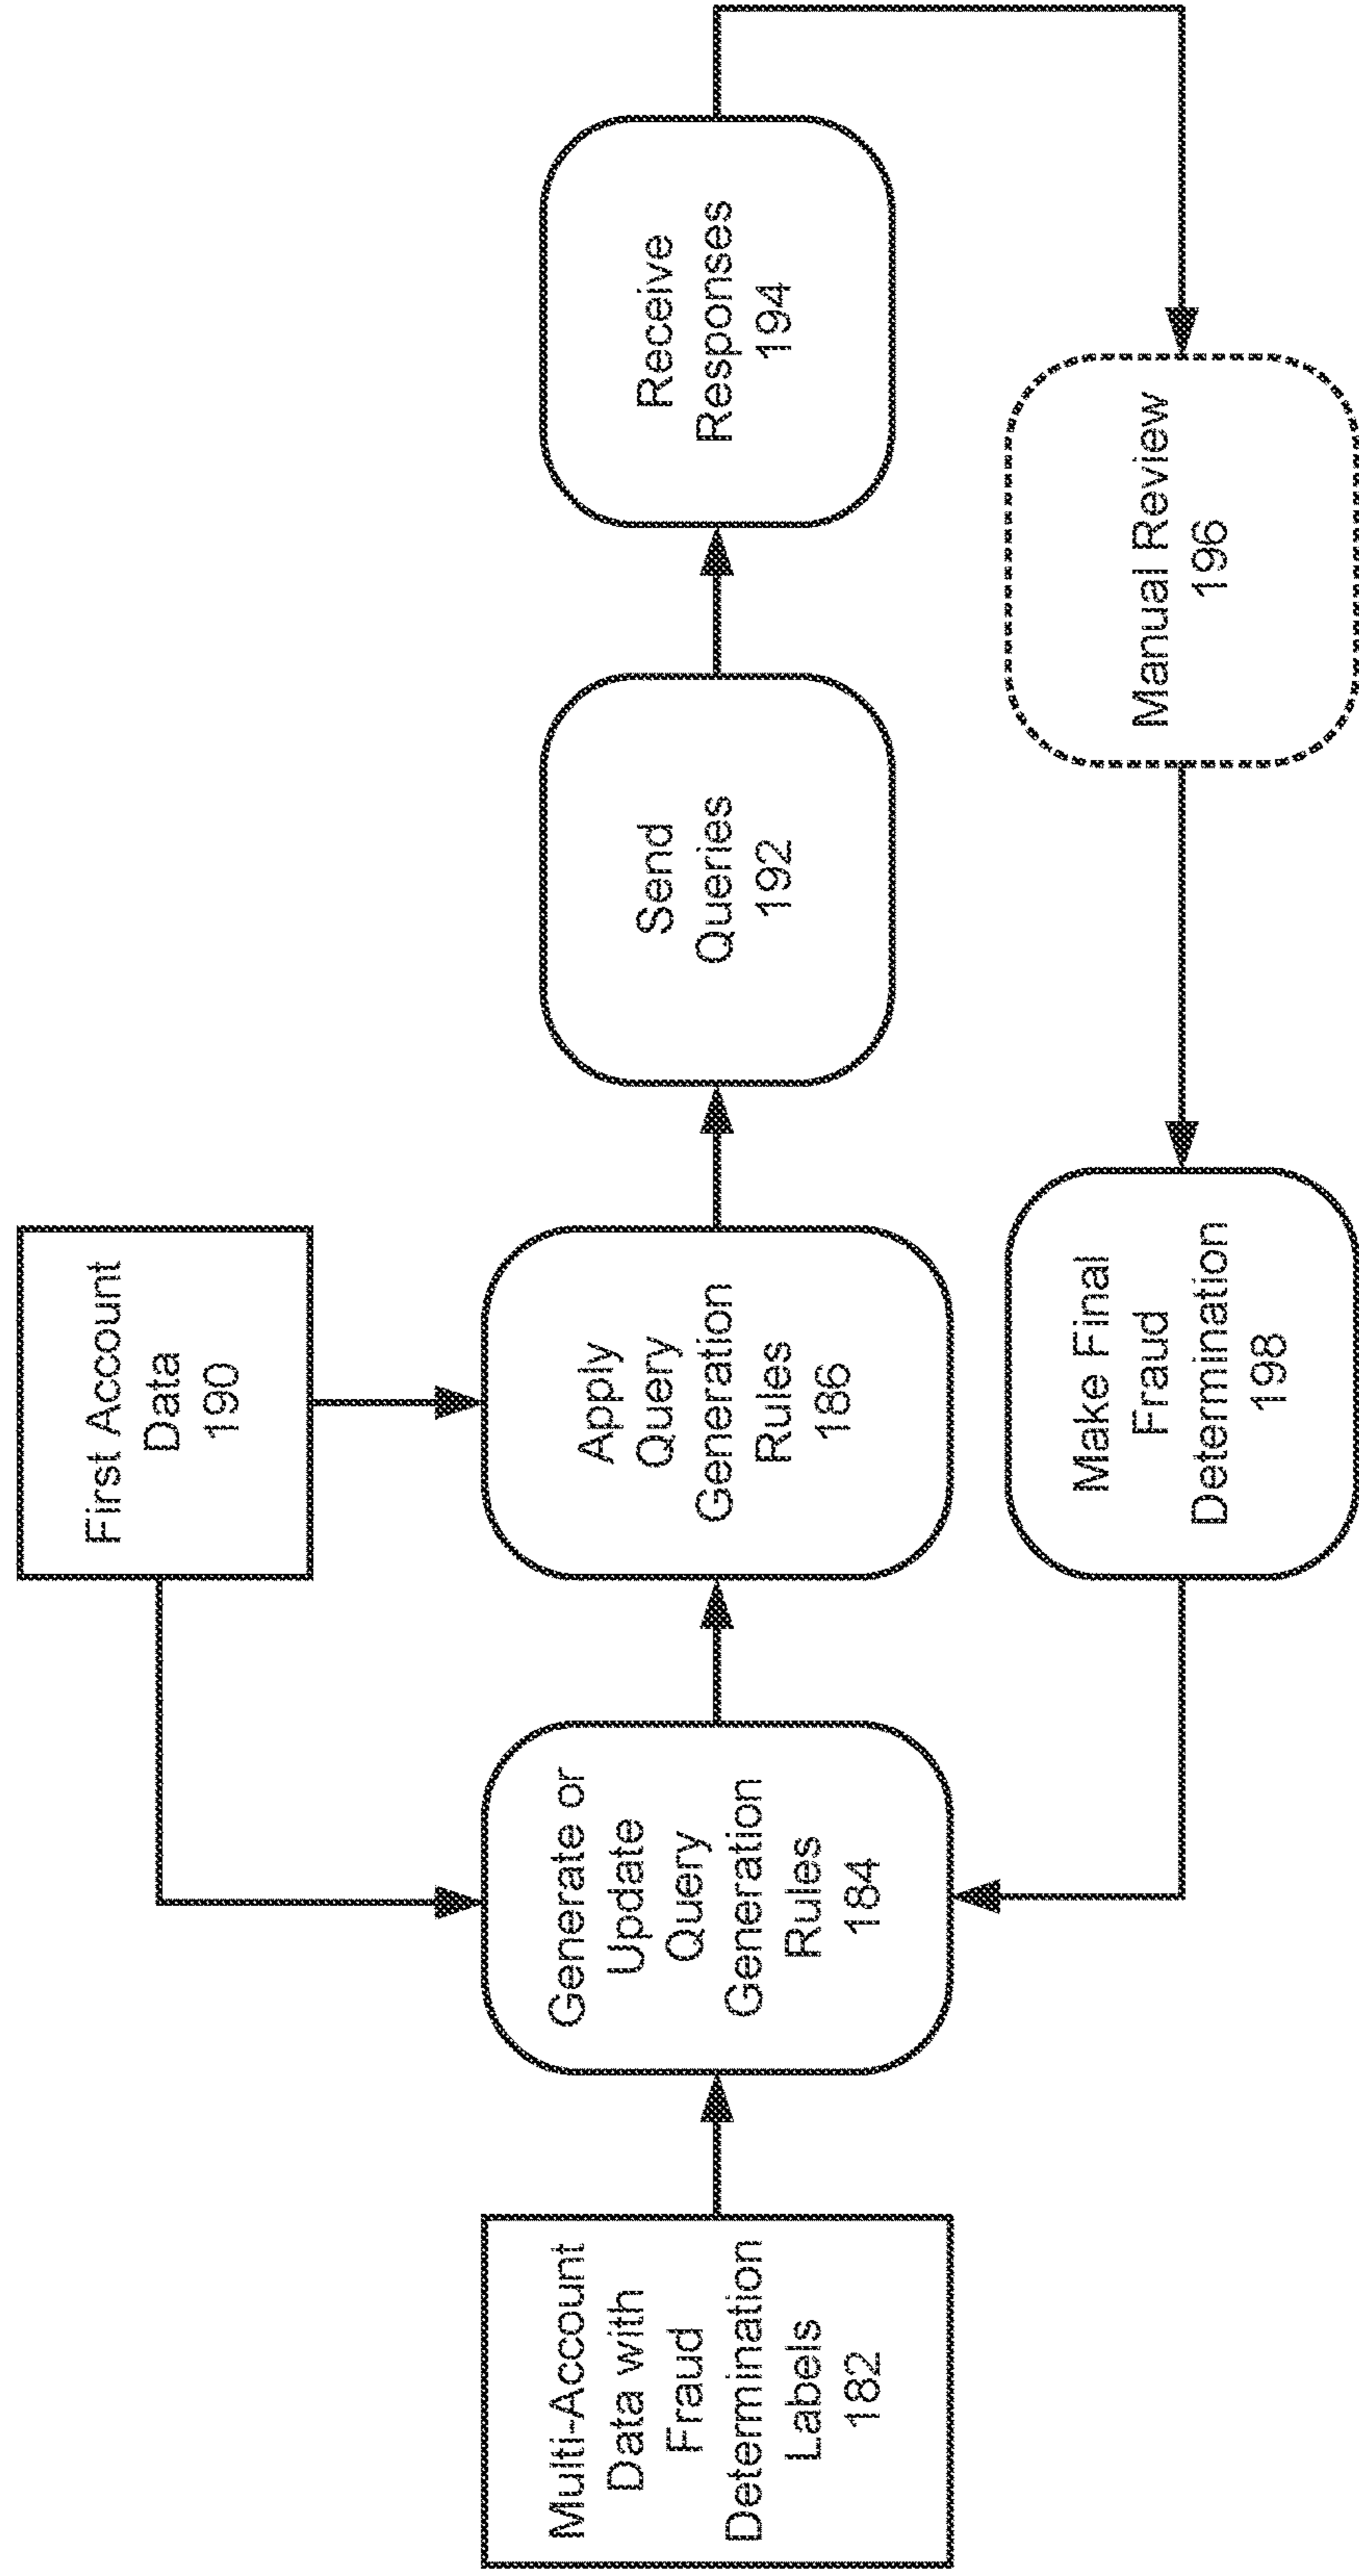 First Account
Data
190
Multi-Account
Data with
Fraud
Determination
Labels
182
Generate or
Update
Query
Generation
Rules
184
Apply
Query
Generation
Rules
186
Send
Queries
192
Receive
Responses
194
Make Final
Fraud
Determination
198
Manual Review
196